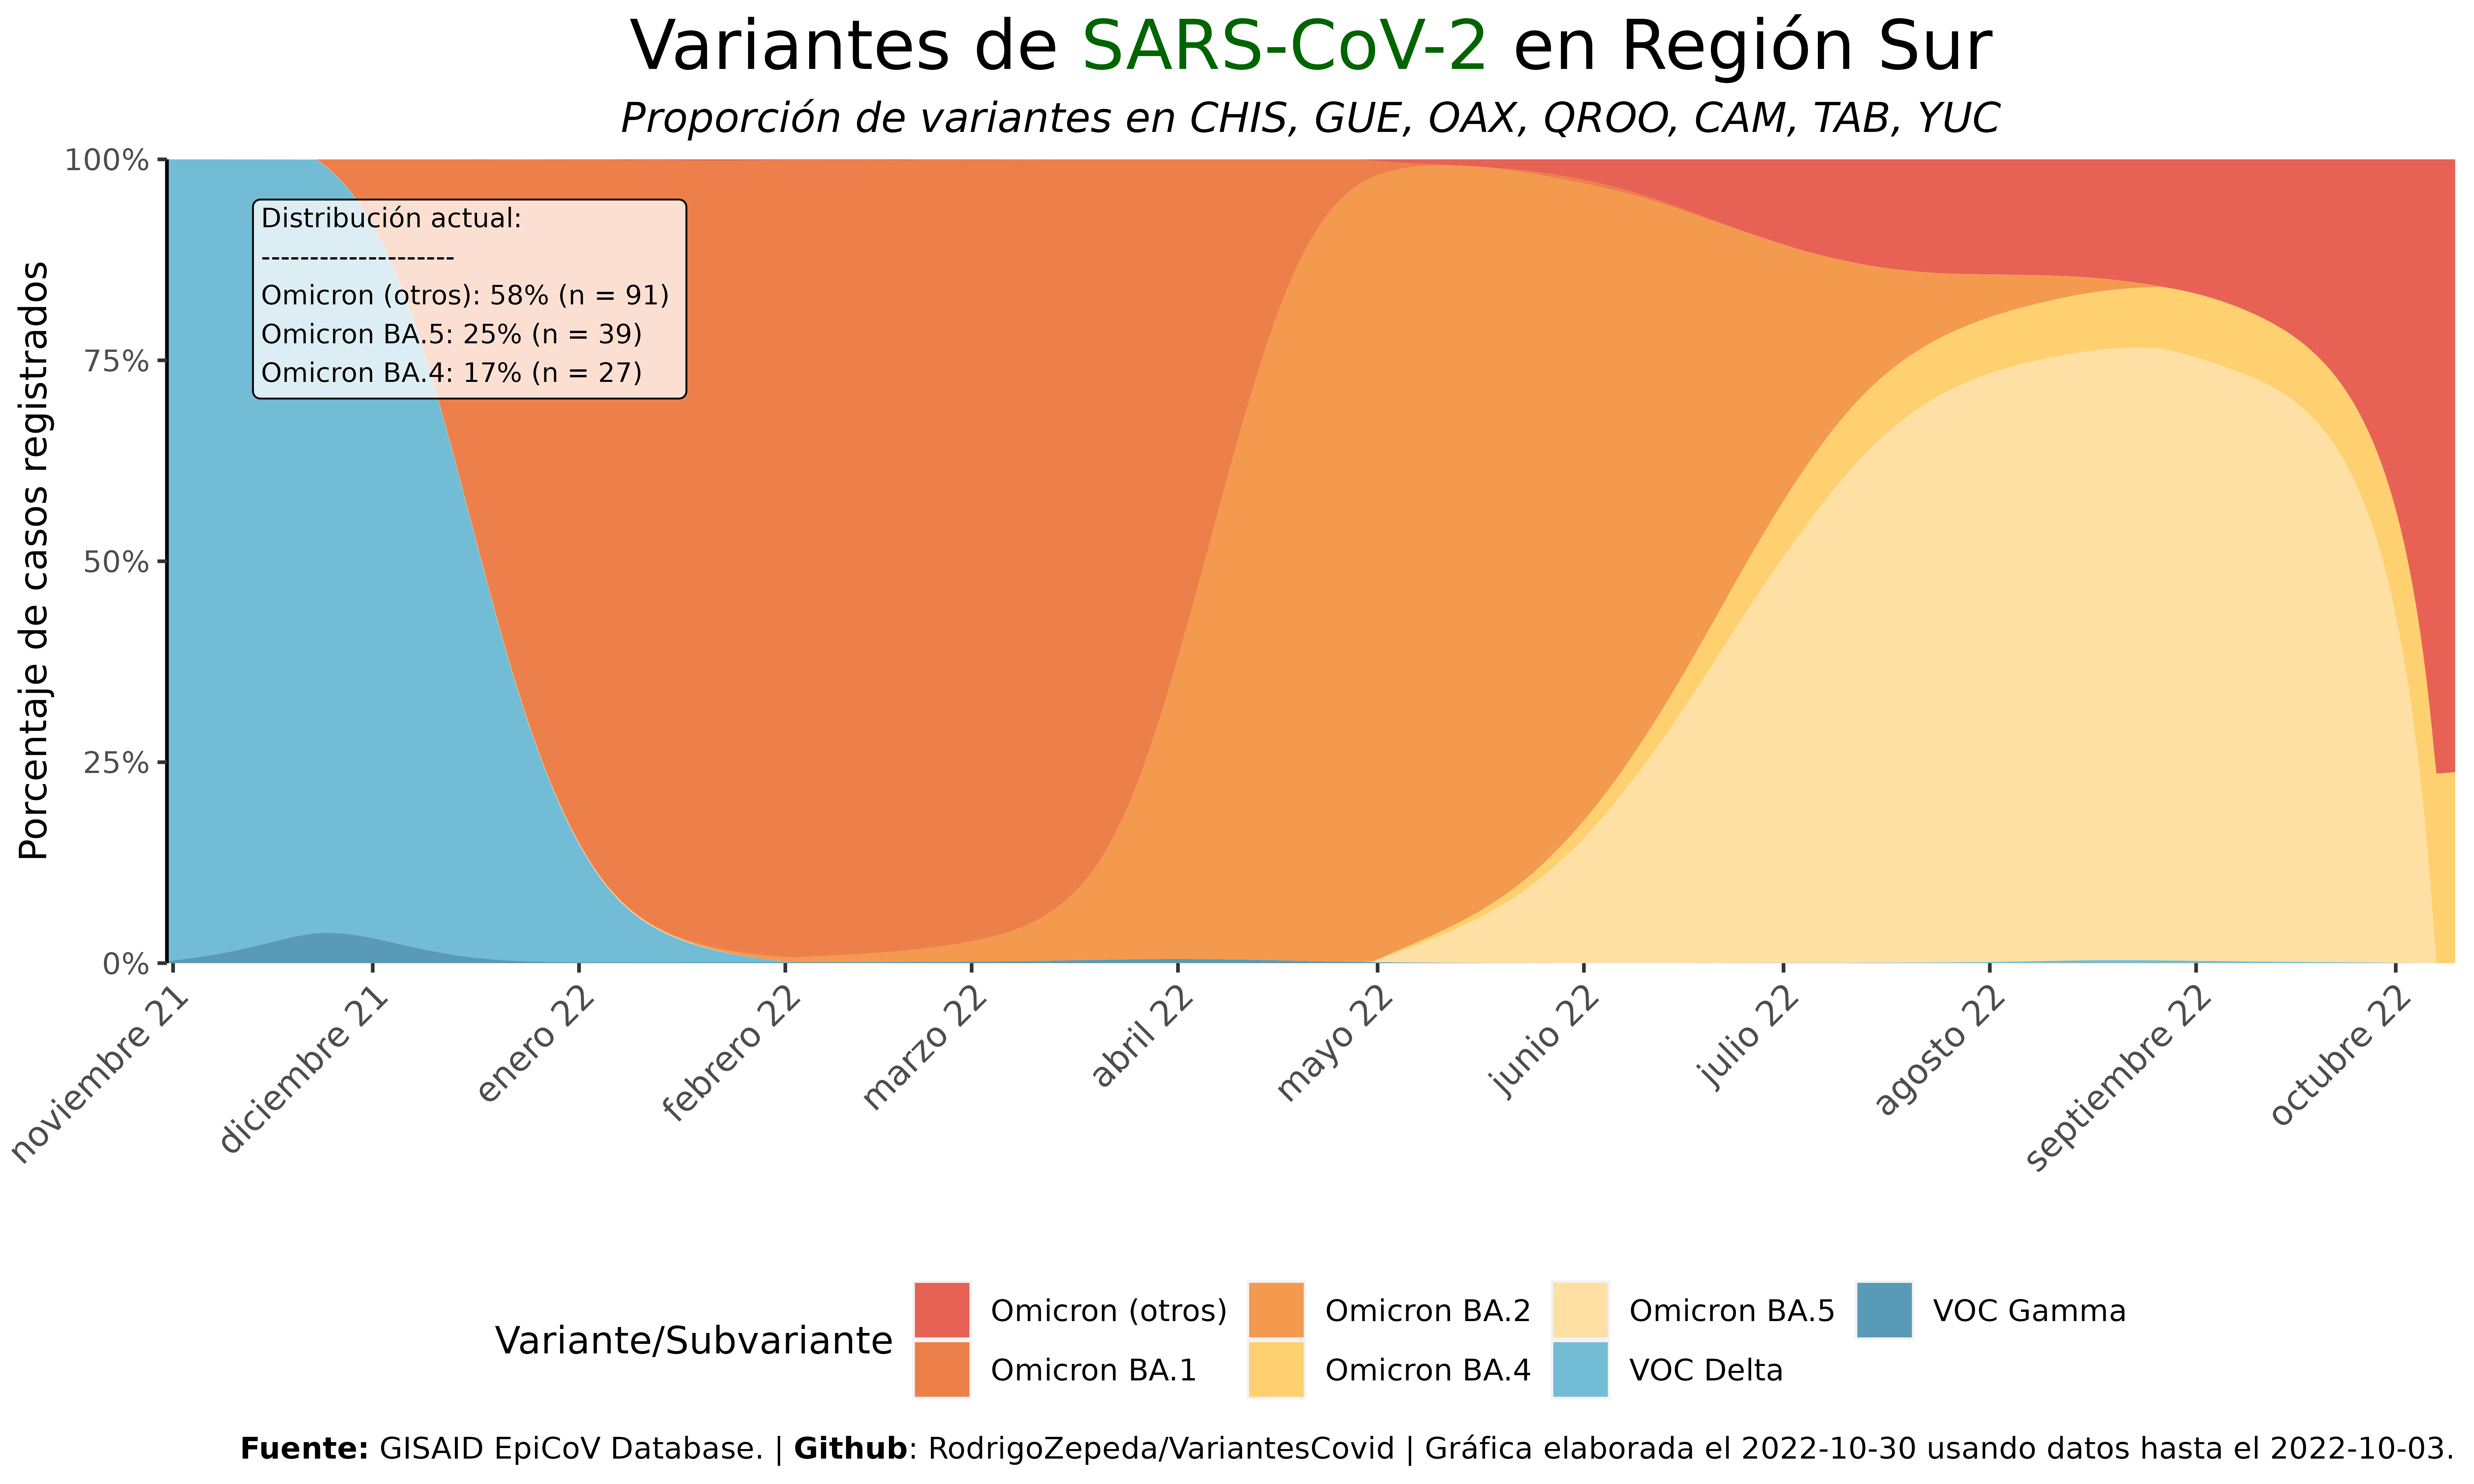 Variantes de SARS-CoV-2 en Región Sur
Proporción de variantes en CHIS, GUE, OAX, QROO, CAM, TAB, YUC
Porcentaje de casos registrados
100%
75%
50%
25%
0%
Distribución actual:
--------------------
Omicron (otros): 58% (n = 91)
Omicron BA.5: 25% (n = 39)
Omicron BA.4: 17% (n = 27)
noviembre 21
diciembre 21
enero 22
febrero 22
marzo 22
abril 22
mayo 22
junio 22
julio 22
agosto 22
septiembre 22
octubre 22
Variante/Subvariante
Omicron (otros)
Omicron BA.1
Omicron BA.2
Omicron BA.4
Omicron BA.5
VOC Delta
VOC Gamma
Fuente: GISAID EpiCoV Database. | Github: RodrigoZepeda/VariantesCovid | Gráfica elaborada el 2022-10-30 usando datos hasta el 2022-10-03.